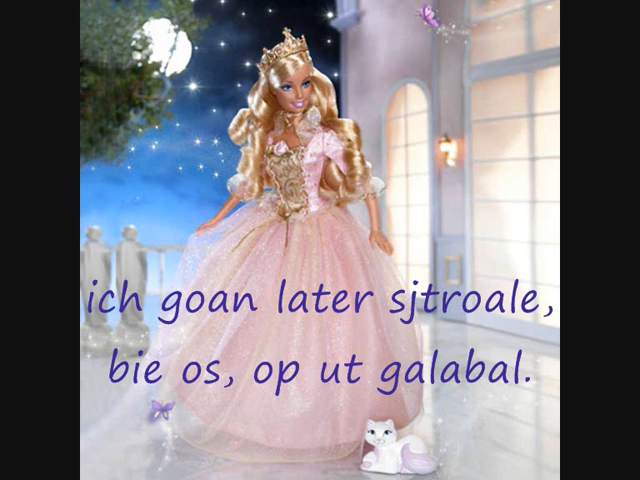 ich goan later sjtroale,
bie os, op ut galabal.